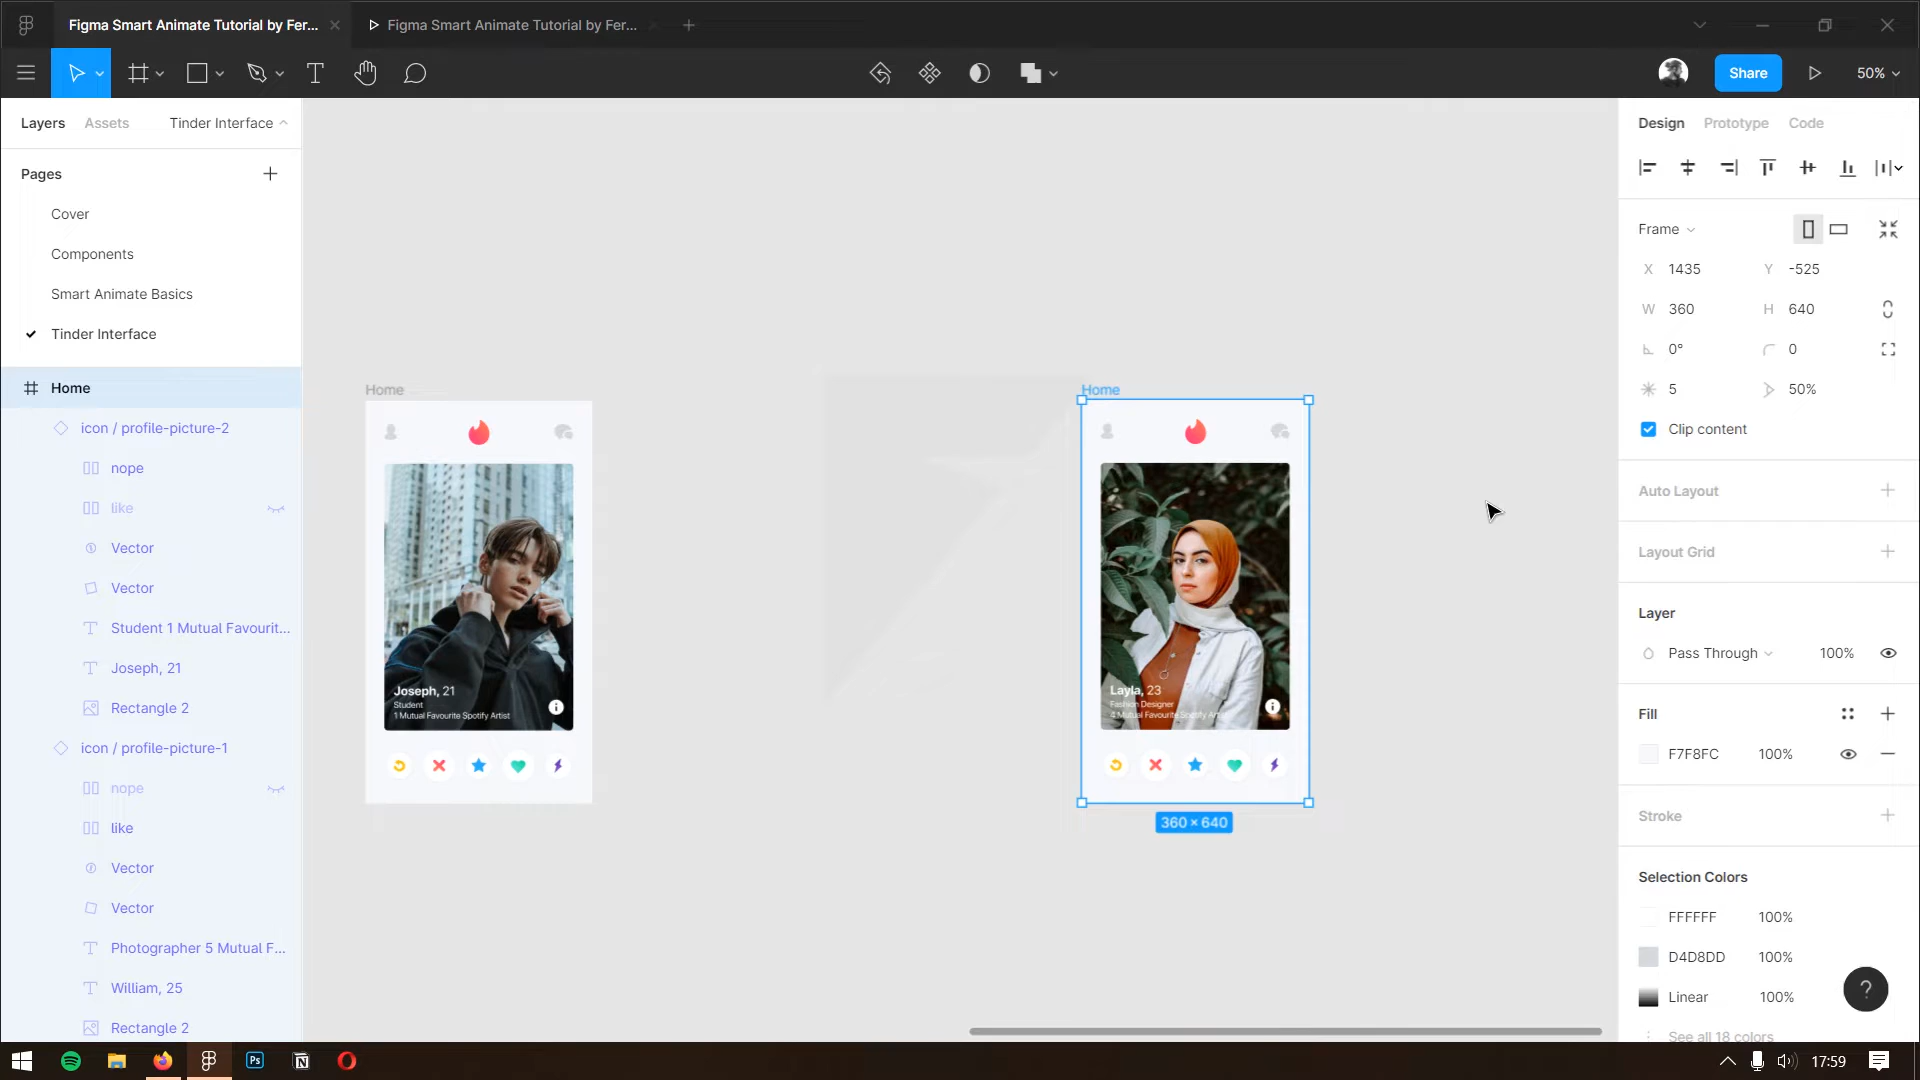 Figma Smart Animate Tutorial by Fer...
Figma Smart Animate Tutorial by Fer...
Share
50%
Layers
Assets
Tinder Interface
Pages
Cover
Components
Smart Animate Basics
Tinder Interface
Home
icon / profile-picture-2
nope
like
Vector
Vector
Student 1 Mutual Favourit...
Joseph, 21
Rectangle 2
icon / profile-picture-1
nope
like
Vector
Vector
Photographer 5 Mutual F...
William, 25
Rectangle 2
Home
Joseph, 21
Student
1 Mutual Favourite Spotify Artist
Home
Layla, 23
Fashion Designer
4 Mutual Favourite Spotify Artist
360 × 640
Design
Prototype
Code
Frame
X 1435
Y -525
W 360
H 640
0°
0
5
50%
Clip content
Auto Layout
Layout Grid
Layer
Pass Through
100%
Fill
F7F8FC 100%
Stroke
Selection Colors
FFFFFF 100%
D4D8DD 100%
Linear 100%
See all 18 colors
?
Ps
17:59